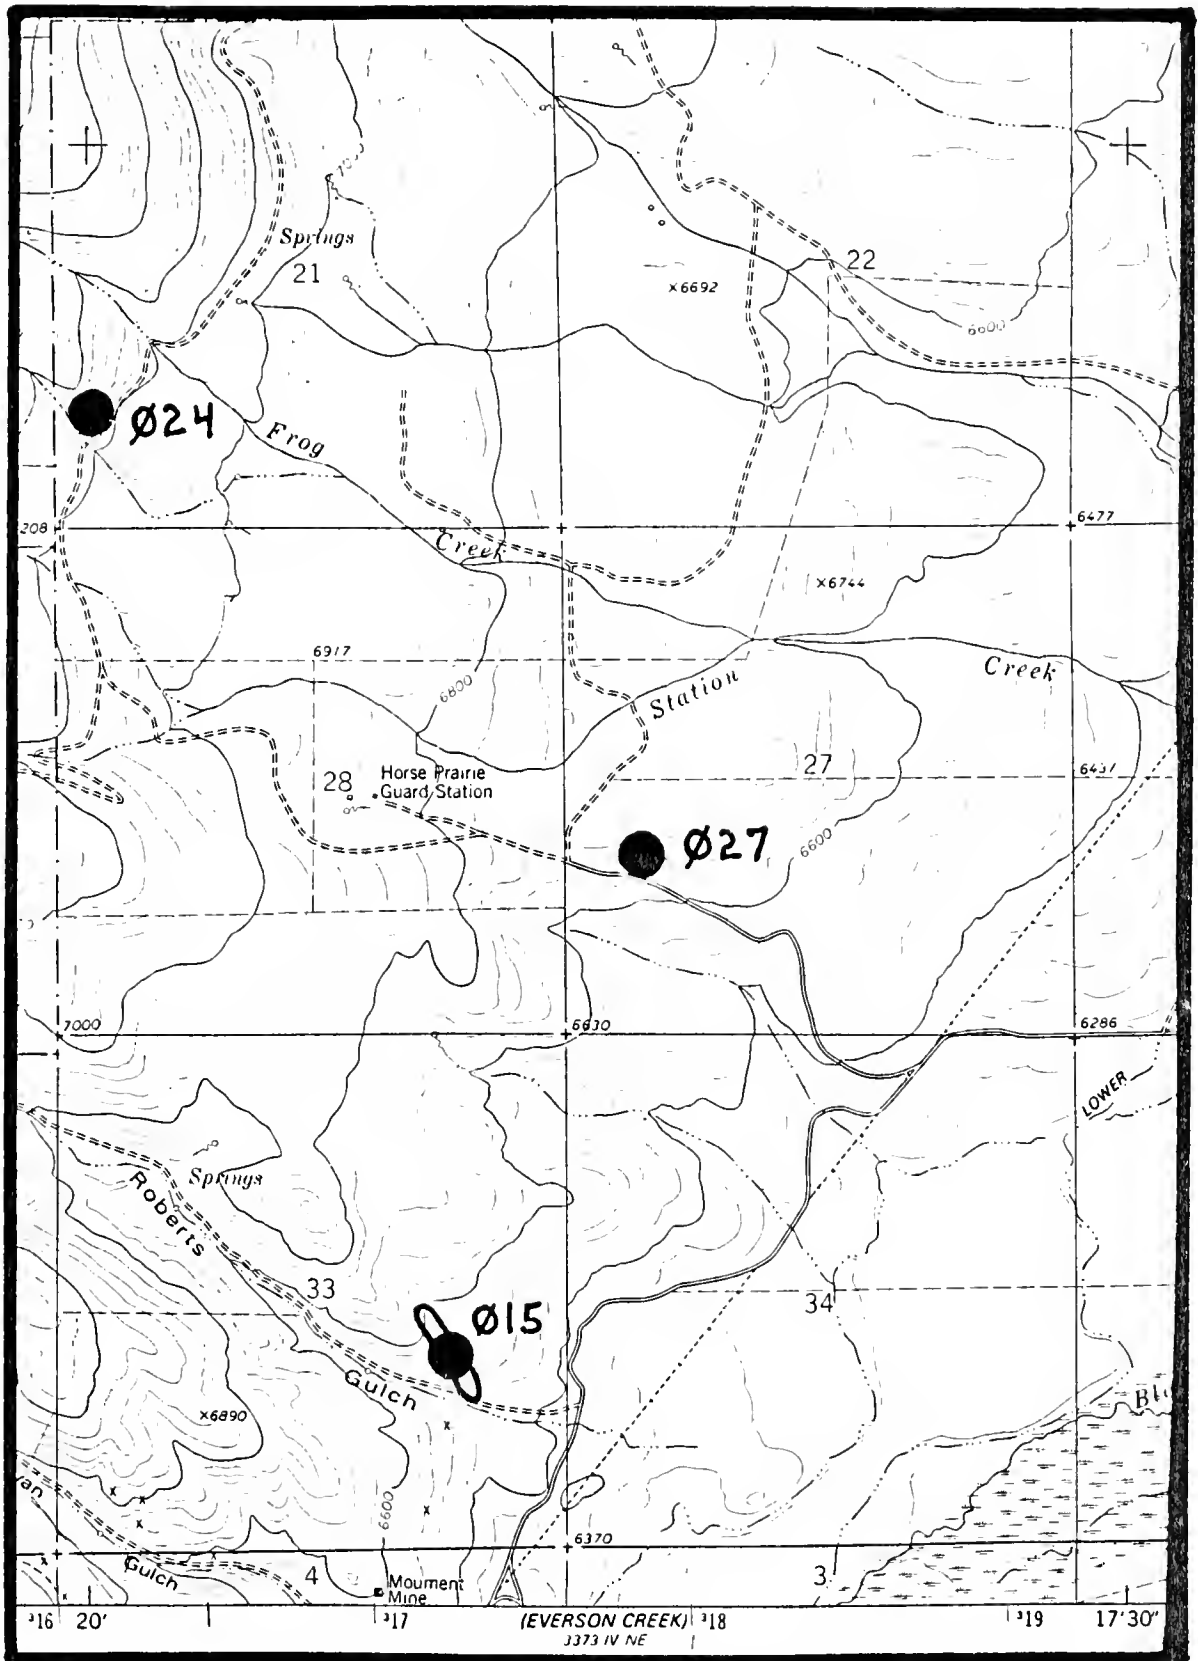 Springs
21
22
×6692
6600
Ø24
Frog
208
Creek
6477
×6744
6917
6800
Station
Creek
28
Horse Prairie
Guard Station
27
6437
Ø27
6600
7000
6630
6286
LOWER
Springs
Roberts
33
34
Ø15
Gulch
×6890
6600
6370
Gulch
4
Moument
Mine
3
³16 20' ³17 (EVERSON CREEK) ³18 ³19 17'30"
3373 IV NE